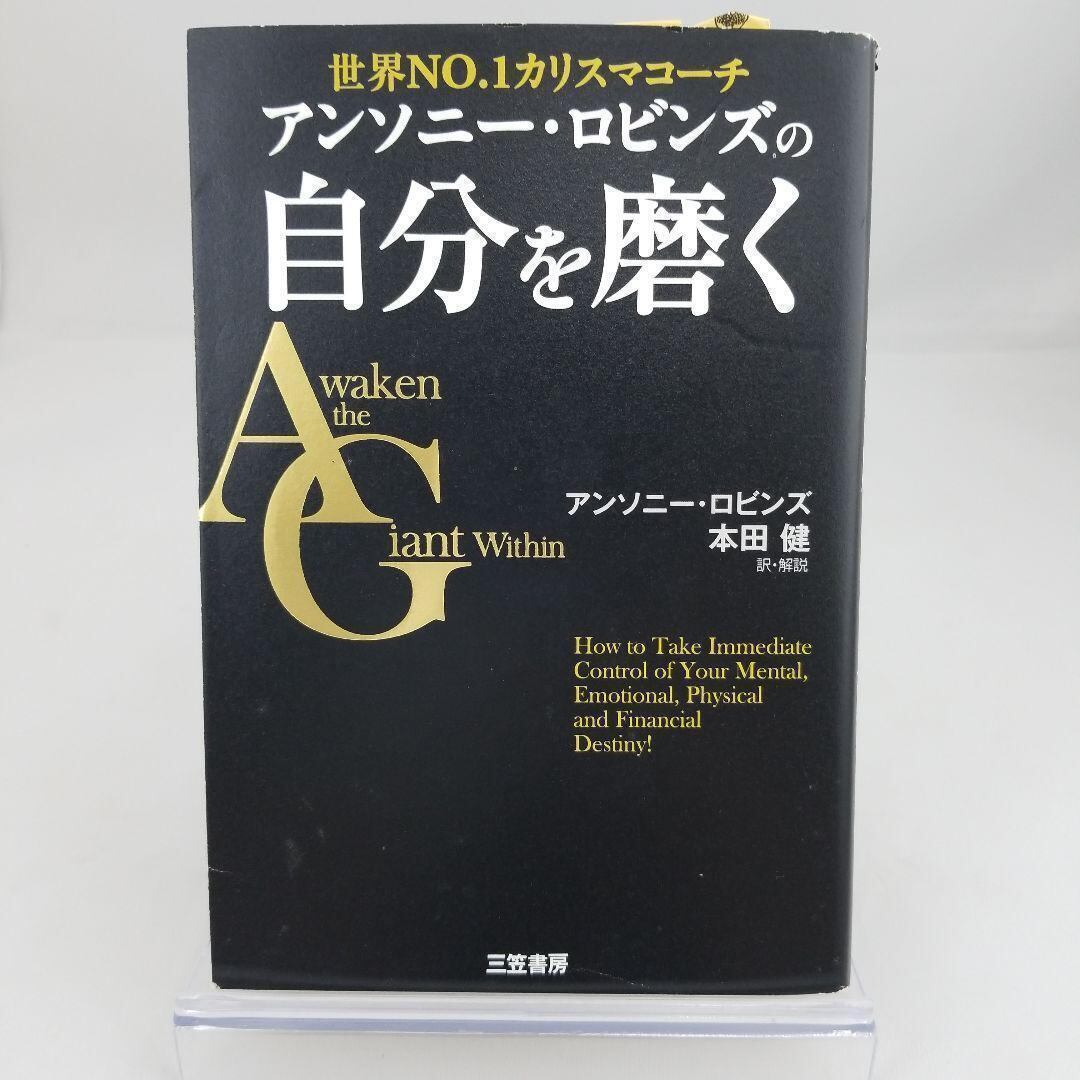 世界NO.1カリスマコーチ
アンソニー・ロビンズの
自分を磨く
Awaken
the
Giant Within
アンソニー・ロビンズ
本田 健
訳・解説
How to Take Immediate
Control of Your Mental,
Emotional, Physical
and Financial
Destiny!
三笠書房